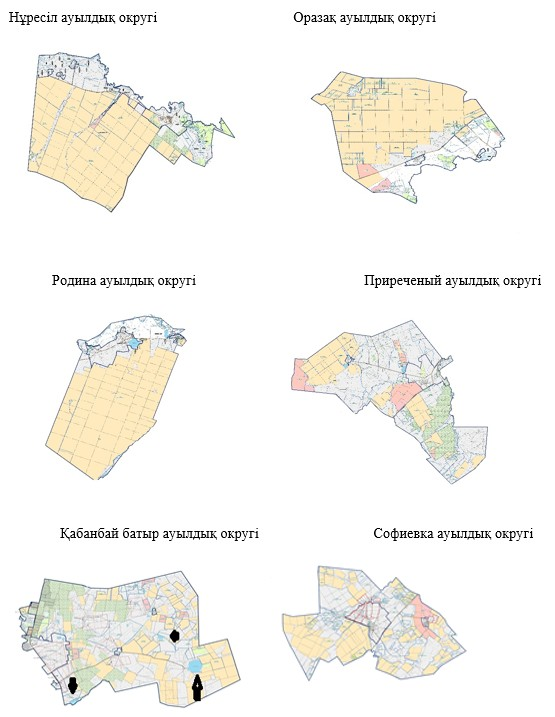 Нұресіл ауылдық округі
Оразақ ауылдық округі
Родина ауылдық округі
Приреченый ауылдық округі
Қабанбай батыр ауылдық округі
Софиевка ауылдық округі